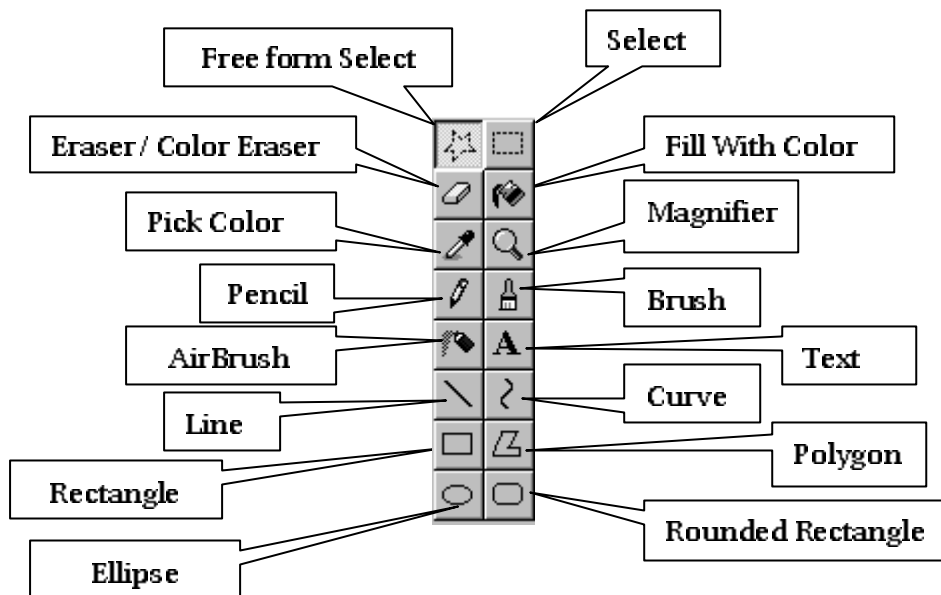 Free form Select
Select
Eraser / Color Eraser
Fill With Color
Pick Color
Magnifier
Pencil
Brush
AirBrush
A
Text
Line
Curve
Rectangle
Polygon
Ellipse
Rounded Rectangle